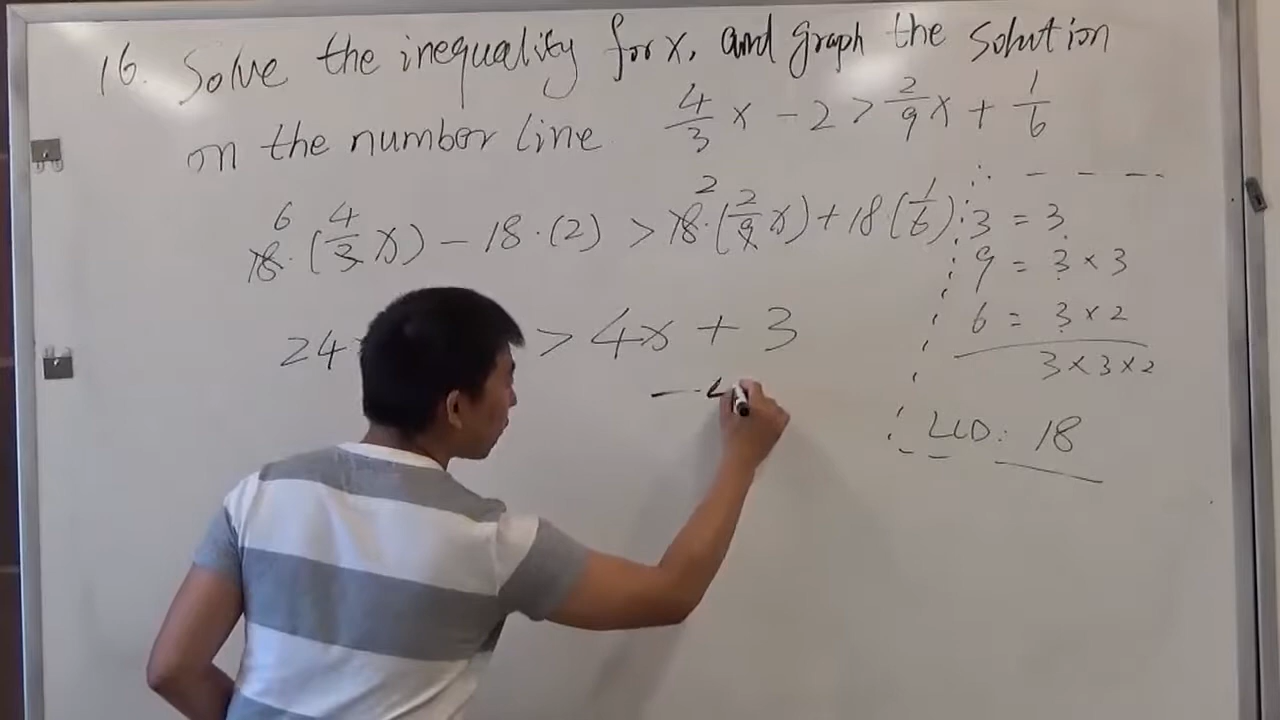 16. Solve the inequality for x, and graph the solution
on the number line 4/3 x - 2 > 2/9 x + 1/6
6 2
18·(4/3 x) - 18·(2) > 18·(2/9 x) + 18(1/6)
3 = 3
9 = 3 × 3
6 = 3 × 2
3 × 3 × 2
LCD: 18
24 > 4x + 3
-